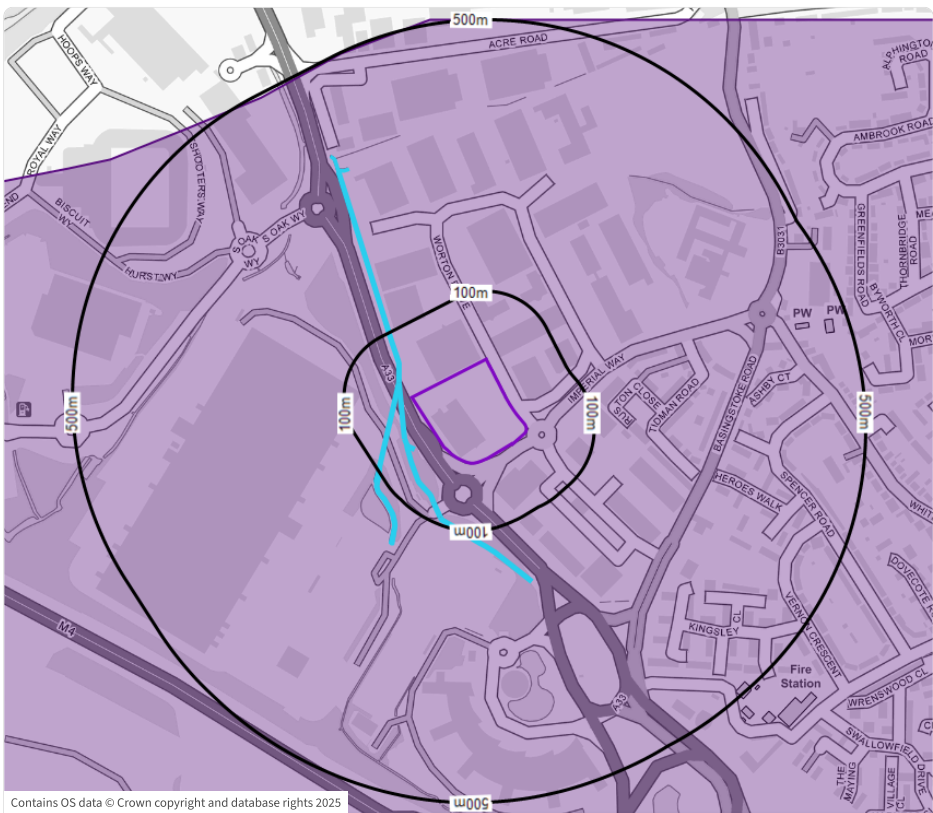 500m
ACRE ROAD
HOOPS WAY
ROYAL WAY
SHOOTERS WAY
ALPHINGTON
ROAD
AMBROOK ROAD
BISCUIT
WY
HURST WY
S OAK
WY
S OAK WY
WORTON
B3031
GREENFIELDS ROAD
THORNBRIDGE
ROAD
BYWORTH CL
100m
PW
PW
A33
IMPERIAL WAY
CLOSE
TIDMAN ROAD
BASINGSTOKE ROAD
ASHBY CT
500m
100m
100m
500m
HEROES WALK
SPENCER ROAD
100m
M4
KINGSLEY
CL
VERNON CRESCENT
Fire
Station
A33
WRENSWOOD CL
SWALLOWFIELD DRIVE
THE
MAYING
VILLAGE
CL
500m
Contains OS data © Crown copyright and database rights 2025